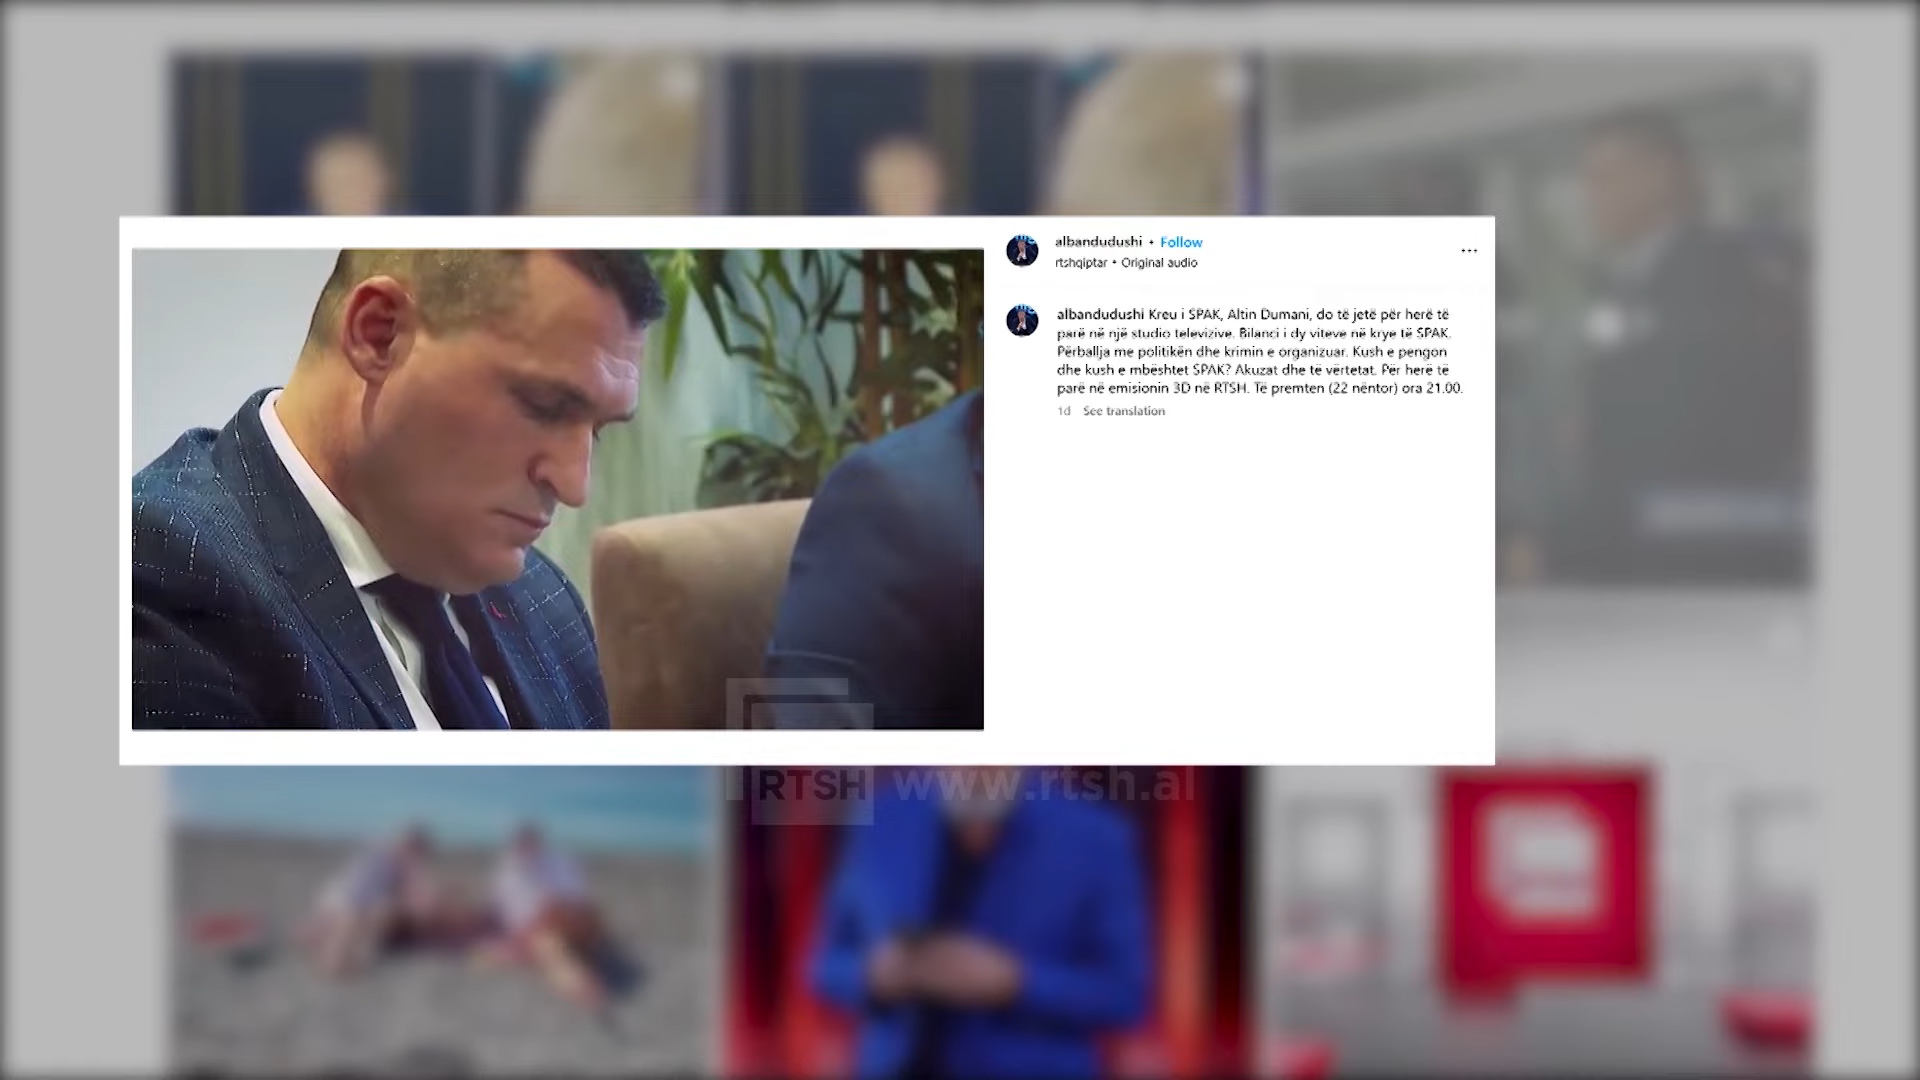 albandudushi • Follow
rtshqiptar • Original audio
albandudushi Kreu i SPAK, Altin Dumani, do të jetë për herë të
parë në një studio televizive. Bilanci i dy viteve në krye të SPAK.
Përballja me politikën dhe krimin e organizuar. Kush e pengon
dhe kush e mbështet SPAK? Akuzat dhe të vërtetat. Për herë të
parë në emisionin 3D në RTSH. Të premten (22 nëntor) ora 21.00.
1d See translation
RTSH www.rtsh.al